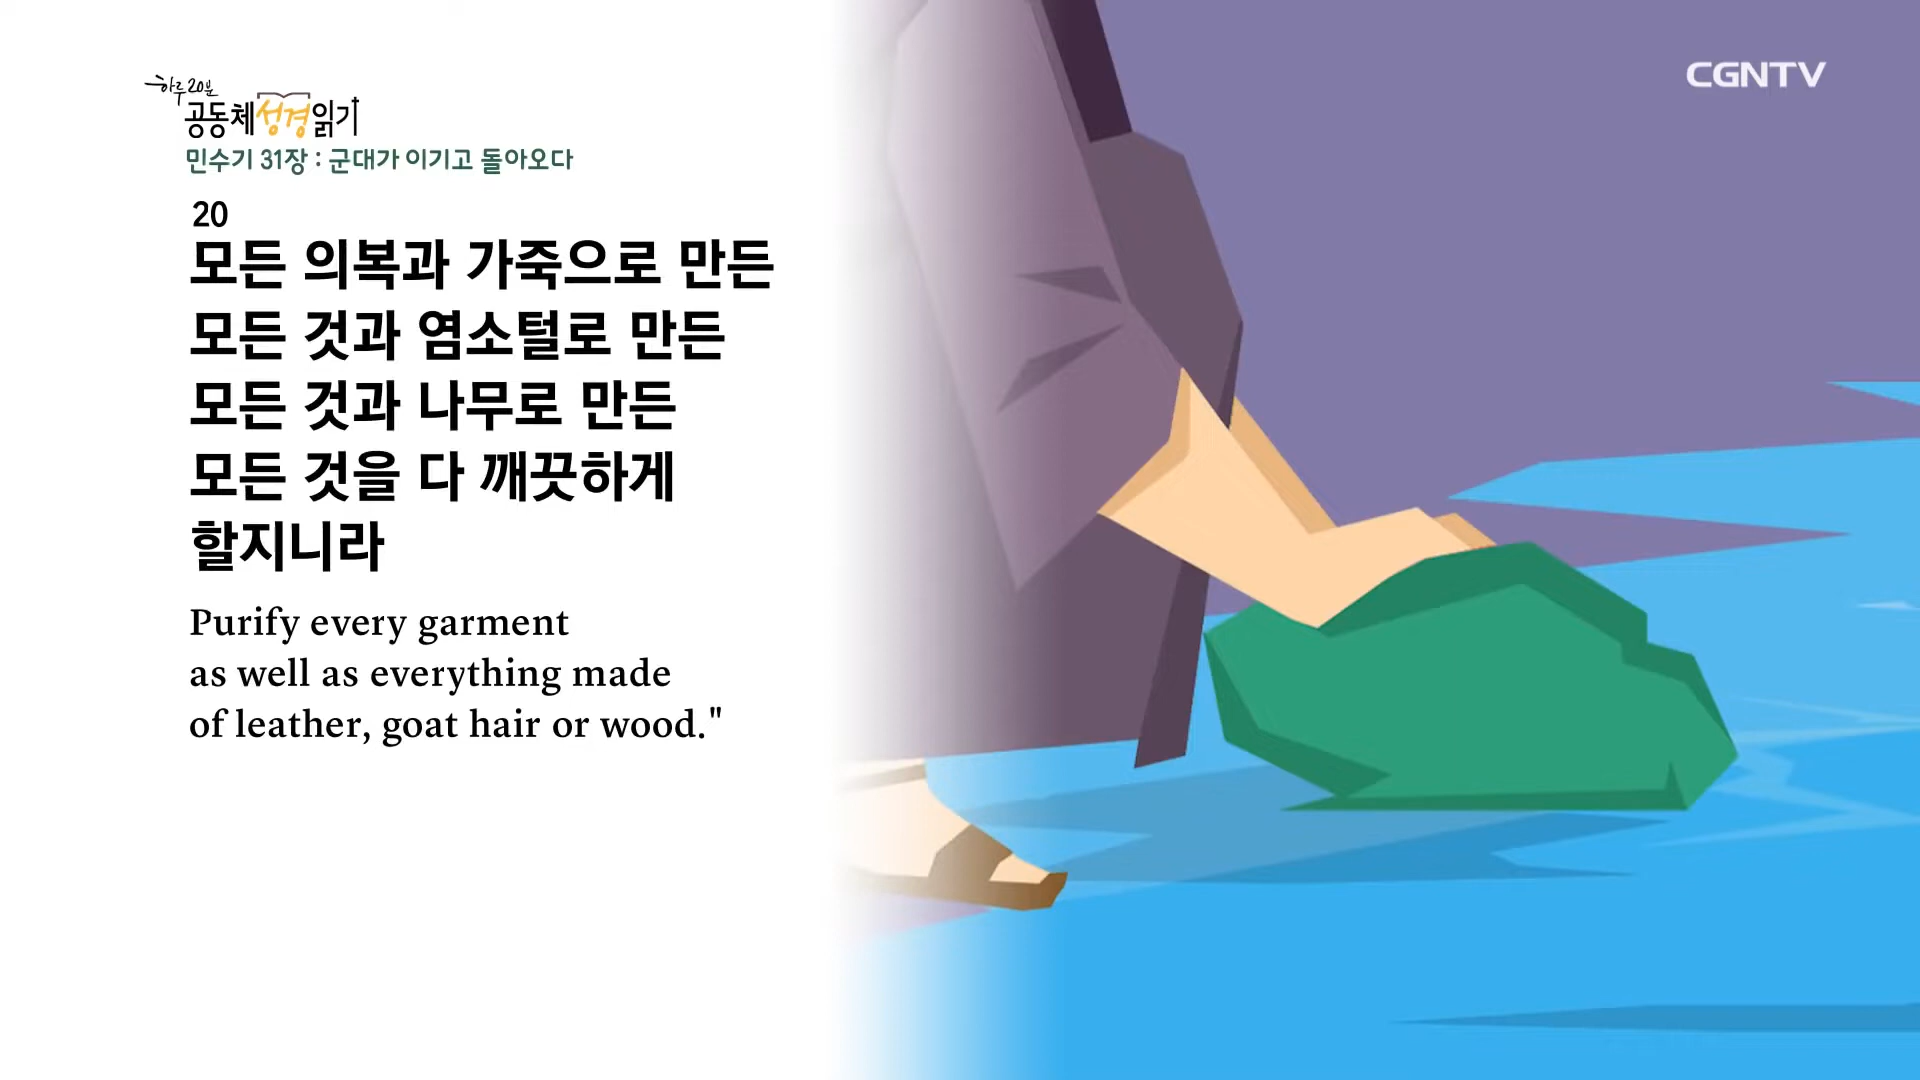 하루 20분
공동체성경읽기
민수기 31장 : 군대가 이기고 돌아오다
20
모든 의복과 가죽으로 만든
모든 것과 염소털로 만든
모든 것과 나무로 만든
모든 것을 다 깨끗하게
할지니라
Purify every garment
as well as everything made
of leather, goat hair or wood."
CGNTV